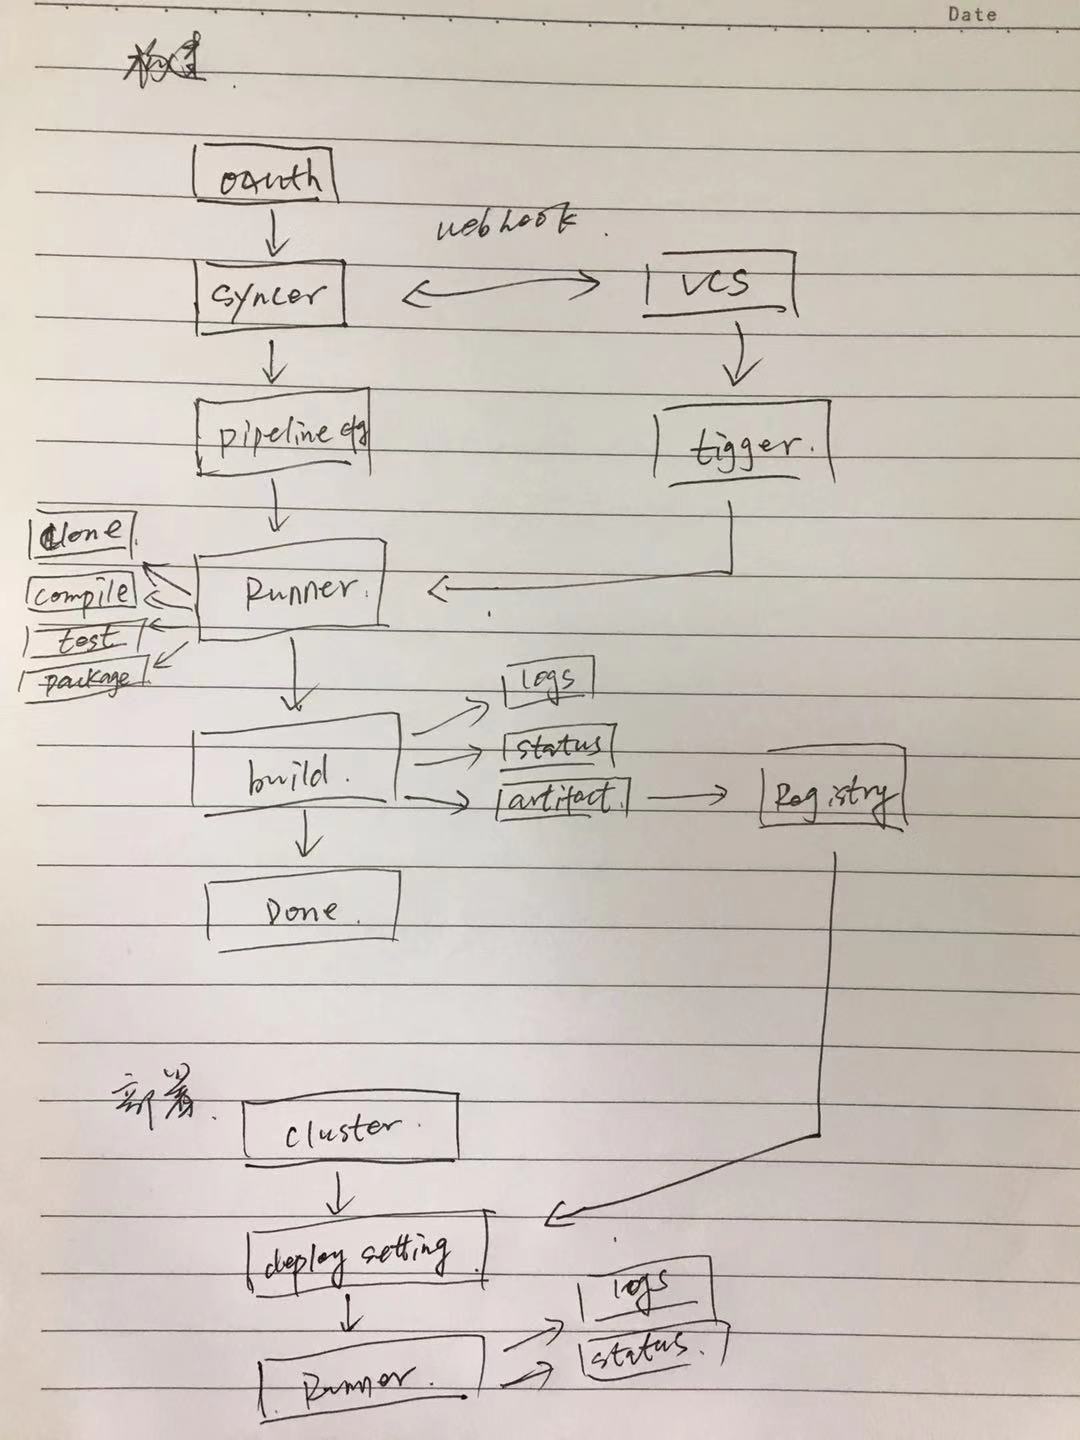 Date
构建
OAuth
webhook.
syncer
VCS
pipeline cfg
tigger.
clone
Runner.
compile
test
package
logs
status
build.
artifact.
Registry
Done.
部署.
cluster.
deploy setting
logs
status.
Runner.